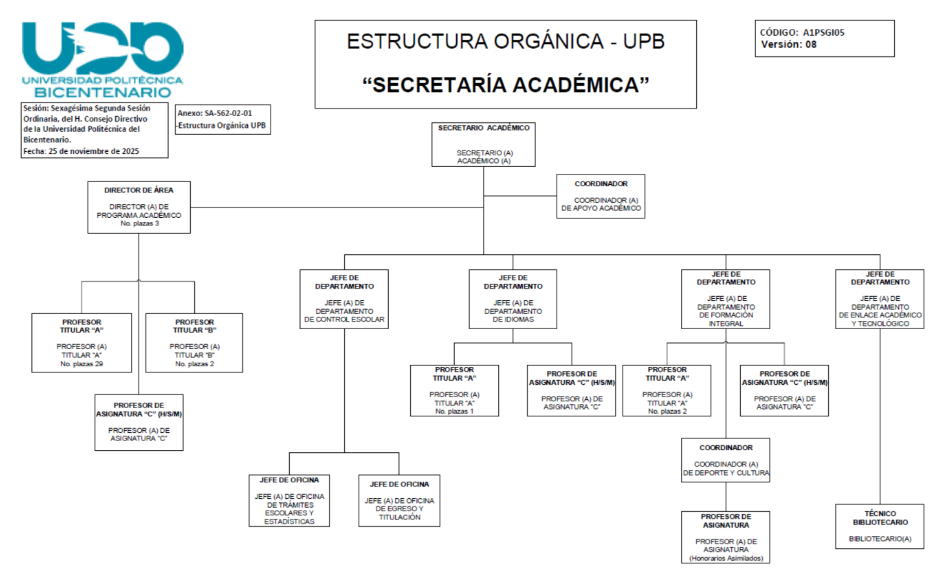 UPB
UNIVERSIDAD POLITÉCNICA
BICENTENARIO
Sesión: Sexagésima Segunda Sesión
Ordinaria, del H. Consejo Directivo
de la Universidad Politécnica del
Bicentenario.
Fecha: 25 de noviembre de 2025
Anexo: SA-S62-02-01
-Estructura Orgánica UPB
ESTRUCTURA ORGÁNICA - UPB
“SECRETARÍA ACADÉMICA”
CÓDIGO: A1PSGI05
Versión: 08
SECRETARIO ACADÉMICO
SECRETARIO (A)
ACADÉMICO (A)
COORDINADOR
COORDINADOR (A)
DE APOYO ACADÉMICO
DIRECTOR DE ÁREA
DIRECTOR (A) DE
PROGRAMA ACADÉMICO
No. plazas 3
PROFESOR
TITULAR “A”
PROFESOR (A)
TITULAR “A”
No. plazas 29
PROFESOR
TITULAR “B”
PROFESOR (A)
TITULAR “B”
No. plazas 2
PROFESOR DE
ASIGNATURA “C” (H/S/M)
PROFESOR (A) DE
ASIGNATURA “C”
JEFE DE
DEPARTAMENTO
JEFE (A) DE
DEPARTAMENTO
DE CONTROL ESCOLAR
JEFE DE OFICINA
JEFE (A) DE OFICINA
DE TRÁMITES
ESCOLARES Y
ESTADÍSTICAS
JEFE DE OFICINA
JEFE (A) DE OFICINA
DE EGRESO Y
TITULACIÓN
JEFE DE
DEPARTAMENTO
JEFE (A) DE
DEPARTAMENTO
DE IDIOMAS
PROFESOR
TITULAR “A”
PROFESOR (A)
TITULAR “A”
No. plazas 1
PROFESOR DE
ASIGNATURA “C” (H/S/M)
PROFESOR (A) DE
ASIGNATURA “C”
JEFE DE
DEPARTAMENTO
JEFE (A) DE
DEPARTAMENTO
DE FORMACIÓN
INTEGRAL
PROFESOR
TITULAR “A”
PROFESOR (A)
TITULAR “A”
No. plazas 2
PROFESOR DE
ASIGNATURA “C” (H/S/M)
PROFESOR (A) DE
ASIGNATURA “C”
COORDINADOR
COORDINADOR (A)
DE DEPORTE Y CULTURA
PROFESOR DE
ASIGNATURA
PROFESOR (A) DE
ASIGNATURA
(Honorarios Asimilados)
JEFE DE
DEPARTAMENTO
JEFE (A) DE
DEPARTAMENTO
DE ENLACE ACADÉMICO
Y TECNOLÓGICO
TÉCNICO
BIBLIOTECARIO
BIBLIOTECARIO(A)